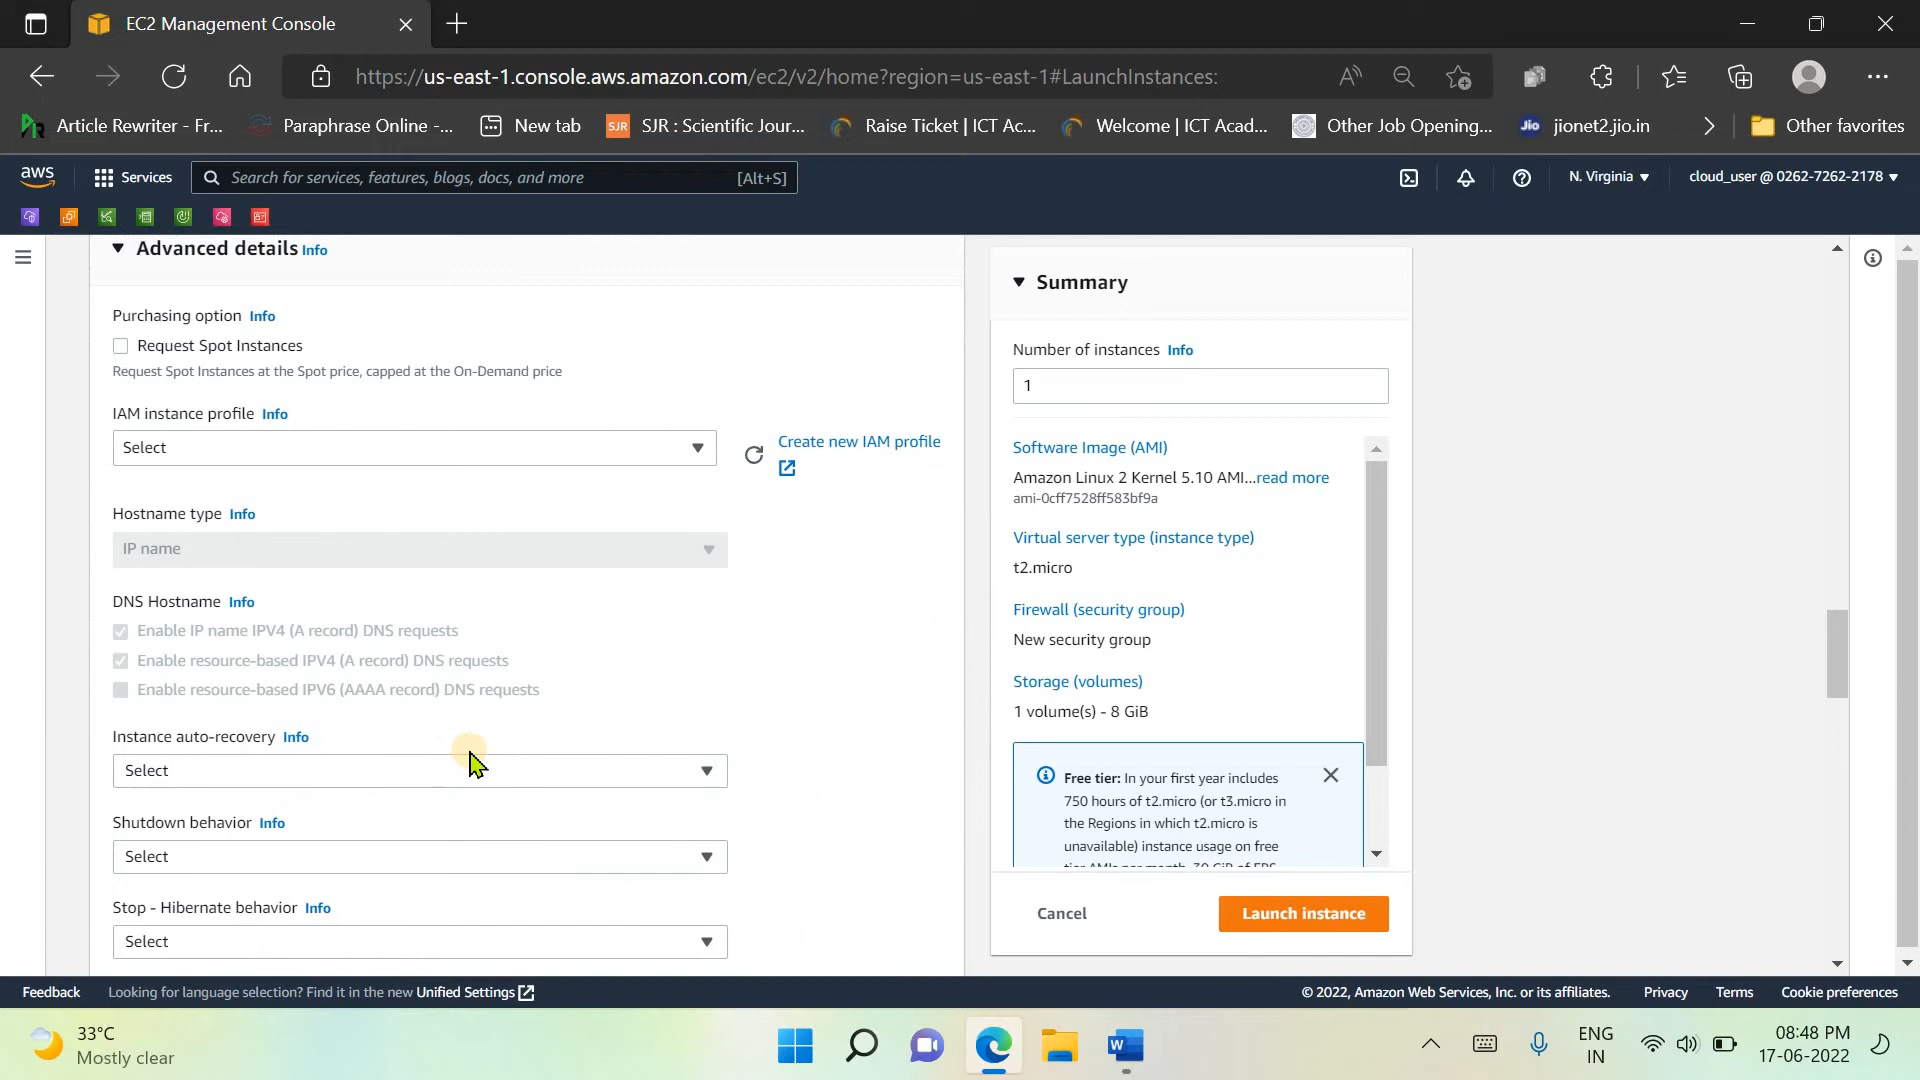 EC2 Management Console
https://us-east-1.console.aws.amazon.com/ec2/v2/home?region=us-east-1#LaunchInstances:
Article Rewriter - Fr...
Paraphrase Online -...
New tab
SJR
SJR : Scientific Jour...
Raise Ticket | ICT Ac...
Welcome | ICT Acad...
Other Job Opening...
Jio
jionet2.jio.in
Other favorites
aws
Services
Search for services, features, blogs, docs, and more
[Alt+S]
N. Virginia
cloud_user @ 0262-7262-2178
Advanced details Info
Purchasing option Info
Request Spot Instances
Request Spot Instances at the Spot price, capped at the On-Demand price
IAM instance profile Info
Select
Create new IAM profile
Hostname type Info
IP name
DNS Hostname Info
Enable IP name IPV4 (A record) DNS requests
Enable resource-based IPV4 (A record) DNS requests
Enable resource-based IPV6 (AAAA record) DNS requests
Instance auto-recovery Info
Select
Shutdown behavior Info
Select
Stop - Hibernate behavior Info
Select
Summary
Number of instances Info
1
Software Image (AMI)
Amazon Linux 2 Kernel 5.10 AMI...read more
ami-0cff7528ff583bf9a
Virtual server type (instance type)
t2.micro
Firewall (security group)
New security group
Storage (volumes)
1 volume(s) - 8 GiB
Free tier: In your first year includes
750 hours of t2.micro (or t3.micro in
the Regions in which t2.micro is
unavailable) instance usage on free
tier AMIs per month, 30 GiB of EBS
Cancel
Launch instance
Feedback
Looking for language selection? Find it in the new Unified Settings
© 2022, Amazon Web Services, Inc. or its affiliates.
Privacy
Terms
Cookie preferences
33°C
Mostly clear
W
ENG
IN
08:48 PM
17-06-2022